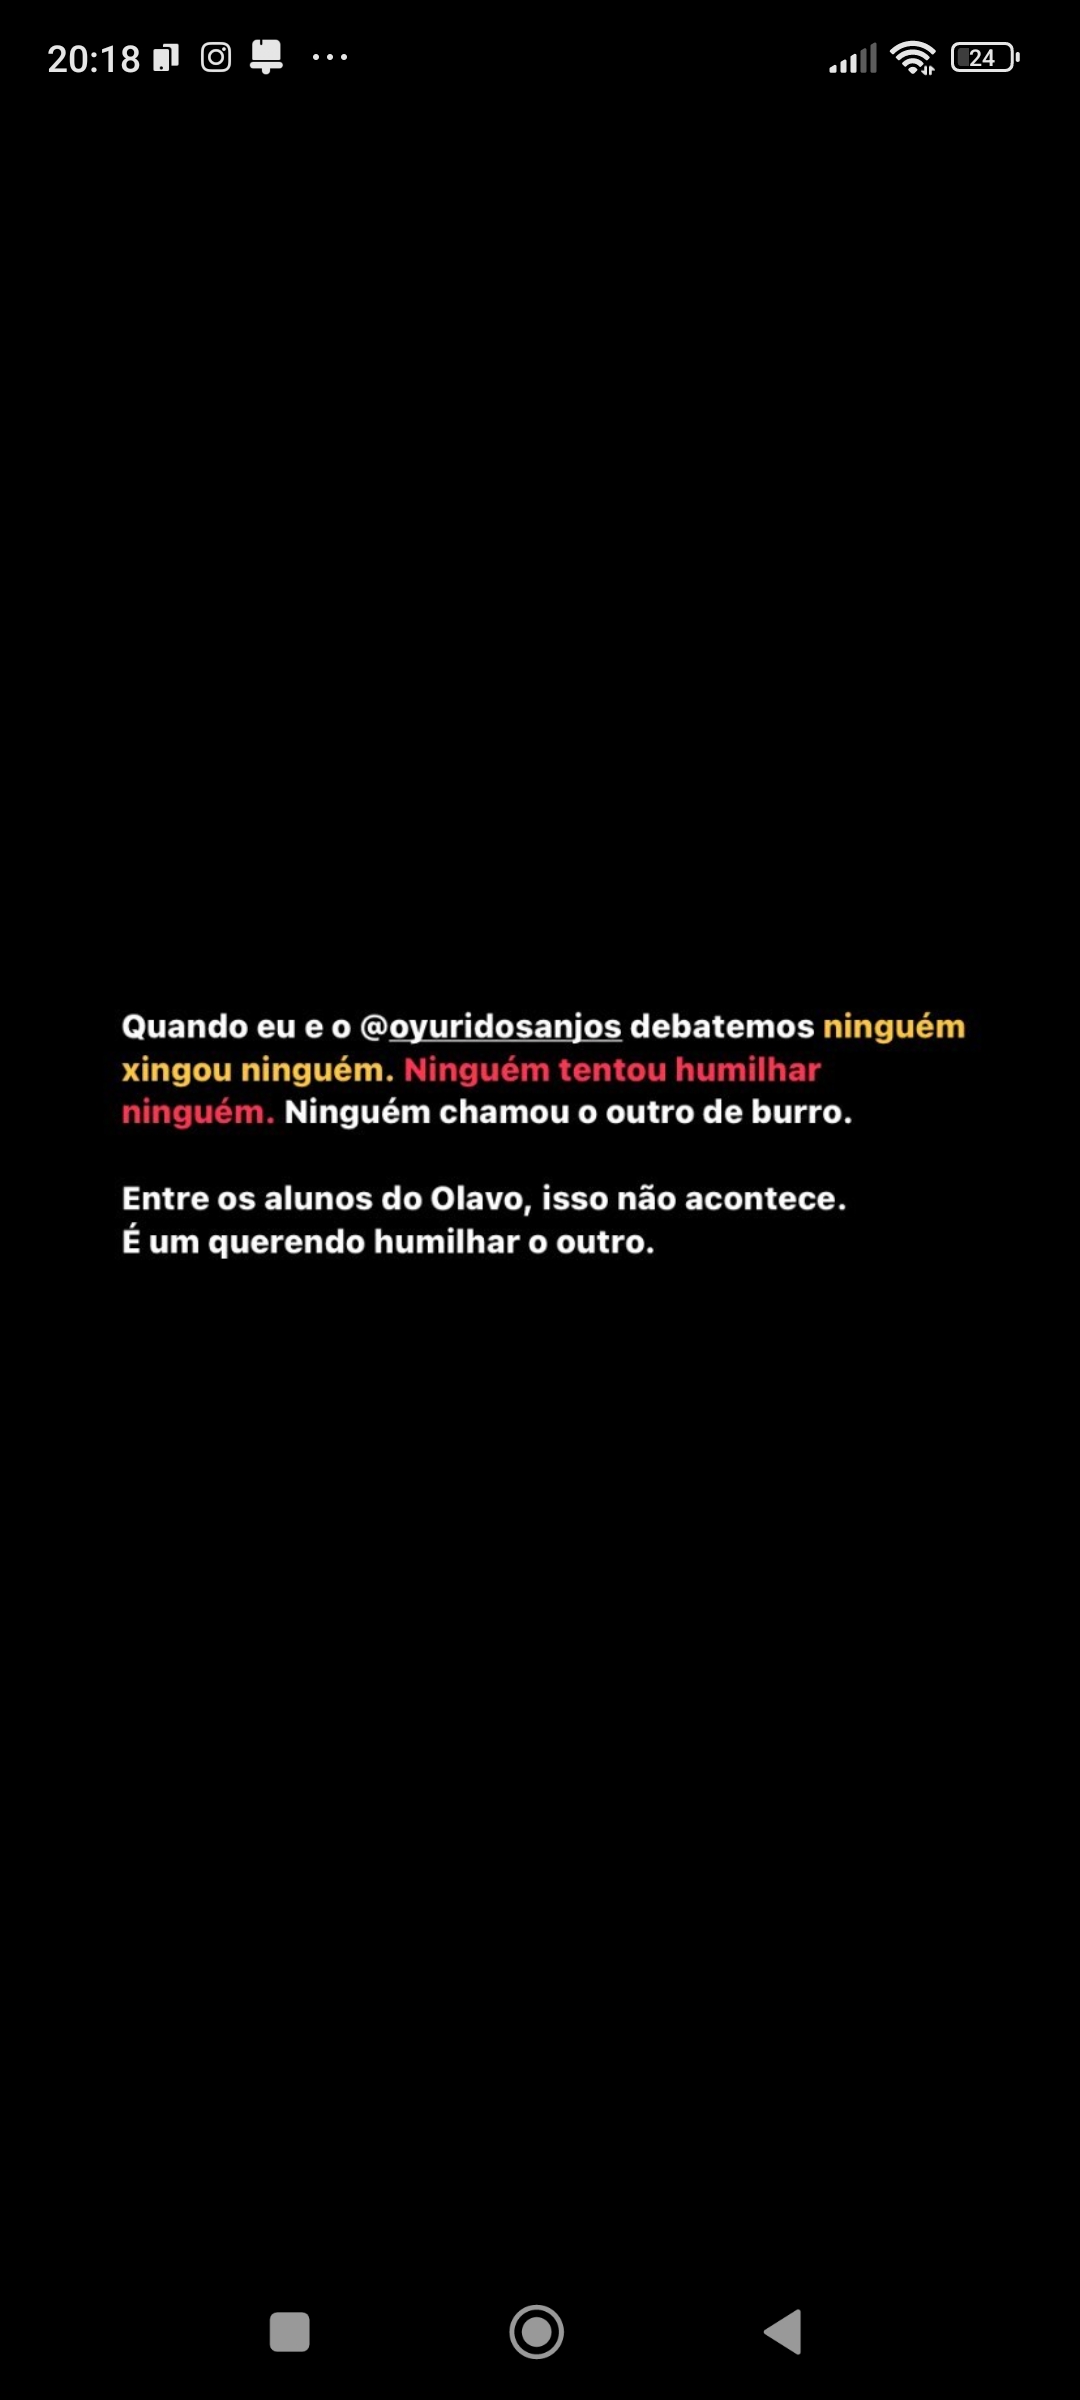 20:18
24
Quando eu e o @oyuridosanjos debatemos ninguém
xingou ninguém. Ninguém tentou humilhar
ninguém. Ninguém chamou o outro de burro.
Entre os alunos do Olavo, isso não acontece.
É um querendo humilhar o outro.